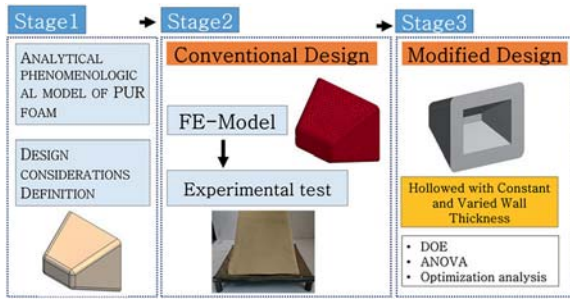 Stage1
Stage2
Stage3
ANALYTICAL
PHENOMENOLOGIC
AL MODEL OF PUR
FOAM
DESIGN
CONSIDERATIONS
DEFINITION
Conventional Design
FE-Model
Experimental test
Modified Design
Hollowed with Constant
and Varied Wall
Thickness
• DOE
• ANOVA
• Optimization analysis